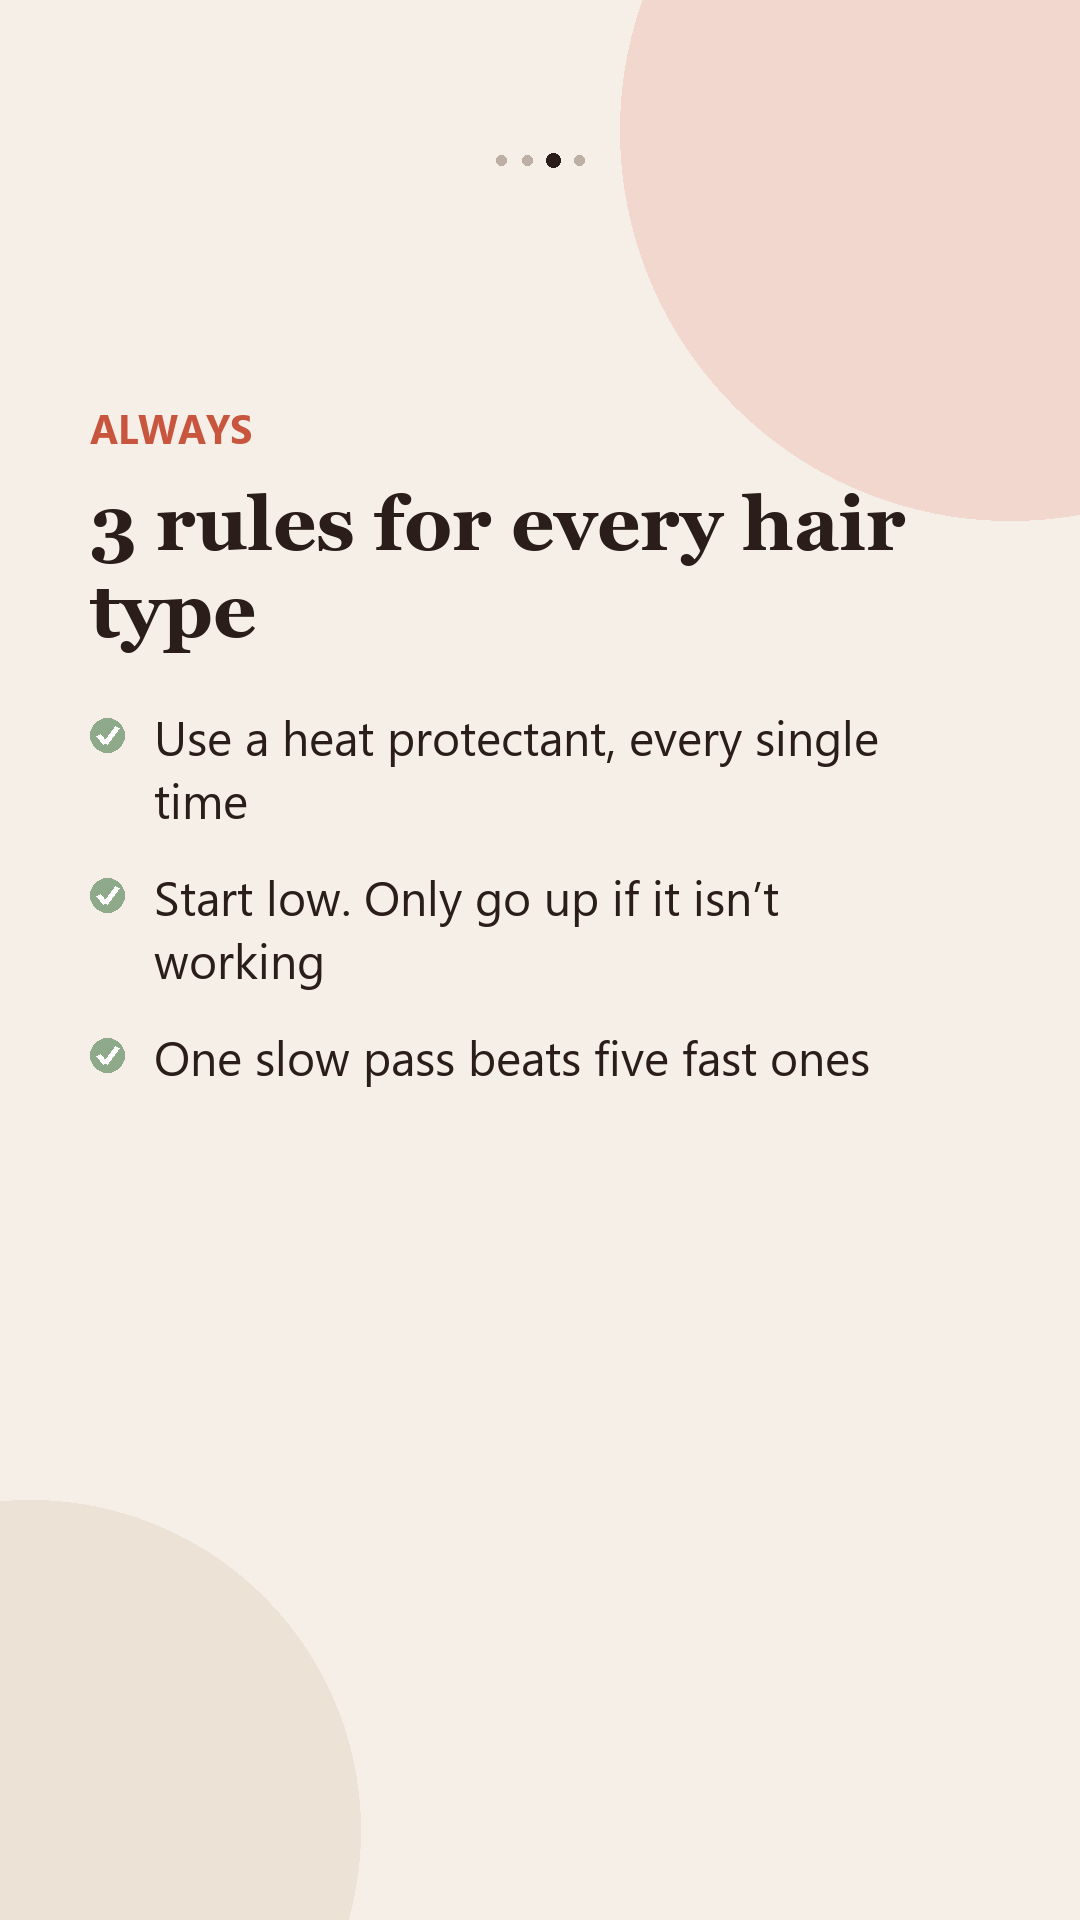 ALWAYS
3 rules for every hair
type
Use a heat protectant, every single
time
Start low. Only go up if it isn’t
working
One slow pass beats five fast ones